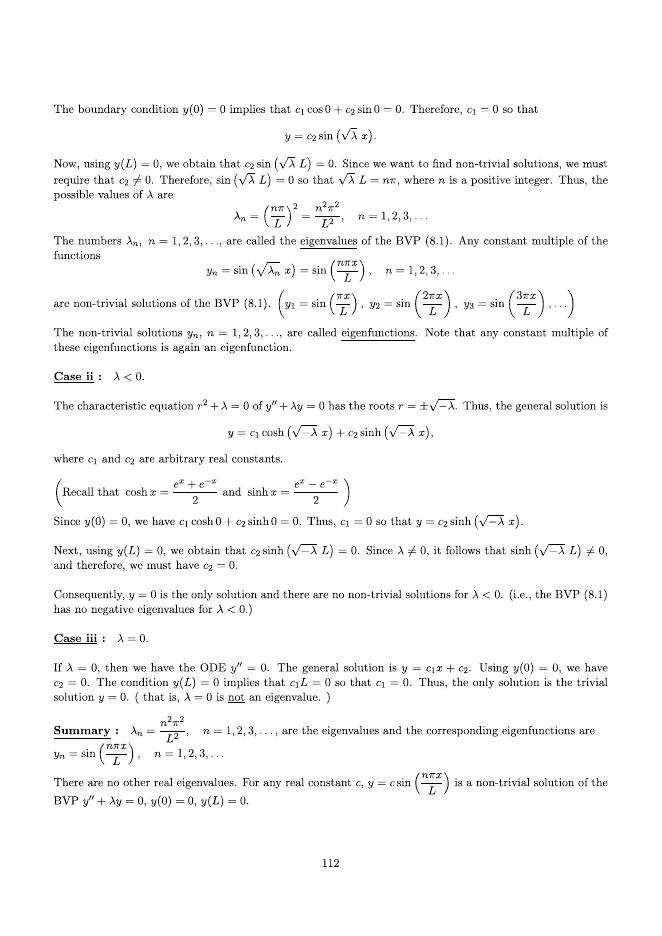 The boundary condition y(0) = 0 implies that c₁ cos 0 + c₂ sin 0 = 0. Therefore, c₁ = 0 so that
y = c₂ sin (√λ x).
Now, using y(L) = 0, we obtain that c₂ sin (√λ L) = 0. Since we want to find non-trivial solutions, we must
require that c₂ ≠ 0. Therefore, sin (√λ L) = 0 so that √λ L = nπ, where n is a positive integer. Thus, the
possible values of λ are
λₙ = (nπ/L)² = n²π²/L², n = 1, 2, 3, . . .
The numbers λₙ, n = 1, 2, 3, . . ., are called the eigenvalues of the BVP (8.1). Any constant multiple of the
functions
yₙ = sin (√λₙ x) = sin (nπx/L), n = 1, 2, 3, . . .
are non-trivial solutions of the BVP (8.1). (y₁ = sin (πx/L), y₂ = sin (2πx/L), y₃ = sin (3πx/L), . . .)
The non-trivial solutions yₙ, n = 1, 2, 3, . . ., are called eigenfunctions. Note that any constant multiple of
these eigenfunctions is again an eigenfunction.
Case ii : λ < 0.
The characteristic equation r² + λ = 0 of y″ + λy = 0 has the roots r = ±√−λ. Thus, the general solution is
y = c₁ cosh (√−λ x) + c₂ sinh (√−λ x),
where c₁ and c₂ are arbitrary real constants.
(Recall that cosh x = (eˣ + e⁻ˣ)/2 and sinh x = (eˣ − e⁻ˣ)/2 )
Since y(0) = 0, we have c₁ cosh 0 + c₂ sinh 0 = 0. Thus, c₁ = 0 so that y = c₂ sinh (√−λ x).
Next, using y(L) = 0, we obtain that c₂ sinh (√−λ L) = 0. Since λ ≠ 0, it follows that sinh (√−λ L) ≠ 0,
and therefore, we must have c₂ = 0.
Consequently, y = 0 is the only solution and there are no non-trivial solutions for λ < 0. (i.e., the BVP (8.1)
has no negative eigenvalues for λ < 0.)
Case iii : λ = 0.
If λ = 0, then we have the ODE y″ = 0. The general solution is y = c₁x + c₂. Using y(0) = 0, we have
c₂ = 0. The condition y(L) = 0 implies that c₁L = 0 so that c₁ = 0. Thus, the only solution is the trivial
solution y = 0. ( that is, λ = 0 is not an eigenvalue. )
Summary : λₙ = n²π²/L², n = 1, 2, 3, . . . , are the eigenvalues and the corresponding eigenfunctions are
yₙ = sin (nπx/L), n = 1, 2, 3, . . .
There are no other real eigenvalues. For any real constant c, y = c sin (nπx/L) is a non-trivial solution of the
BVP y″ + λy = 0, y(0) = 0, y(L) = 0.
112